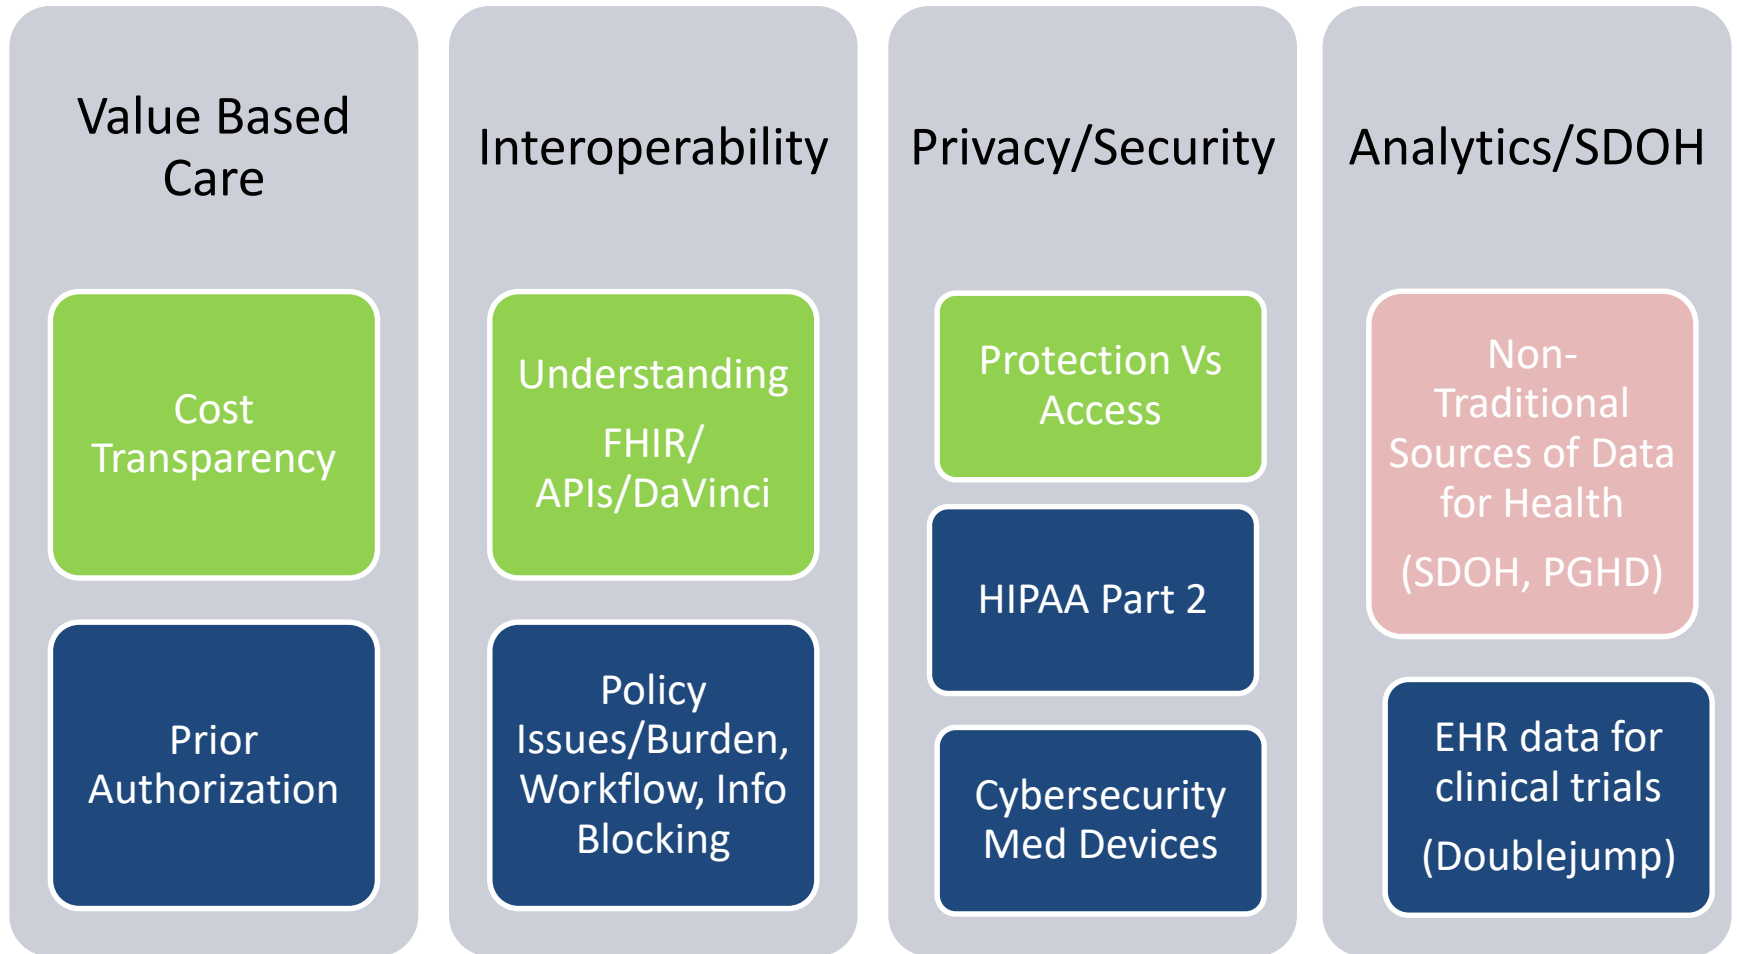 Value Based
Care
Cost
Transparency
Prior
Authorization
Interoperability
Understanding
FHIR/
APIs/DaVinci
Policy
Issues/Burden,
Workflow, Info
Blocking
Privacy/Security
Protection Vs
Access
HIPAA Part 2
Cybersecurity
Med Devices
Analytics/SDOH
Non-
Traditional
Sources of Data
for Health
(SDOH, PGHD)
EHR data for
clinical trials
(Doublejump)